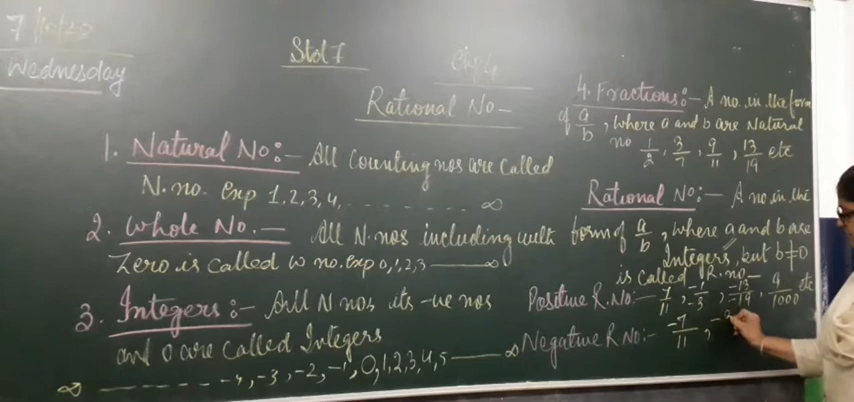 7/10/20
Wednesday
Std 7
Ch-4
Rational No -
1. Natural No:- All Counting nos are called
N. no. exp 1, 2, 3, 4, - - - - - - - ∞
2. Whole No. - All N. nos including with
Zero is called W no. exp 0, 1, 2, 3 ——— ∞
3. Integers:- All N nos, its -ve nos
and 0 are called Integers
∞ - - - - - - - -4, -3, -2, -1, 0, 1, 2, 3, 4, 5 ——— ∞
4. Fractions:- A no. in the form
of a/b, where a and b are Natural
no 1/2, 3/7, 9/11, 13/19 etc
Rational No:- A no in the
form of a/b, where a and b are
Integers, but b≠0
is called R. no -
Positive R. No:- 7/11, -1/-3, -13/-19, 9/1000 etc
Negative R No:- -7/11,